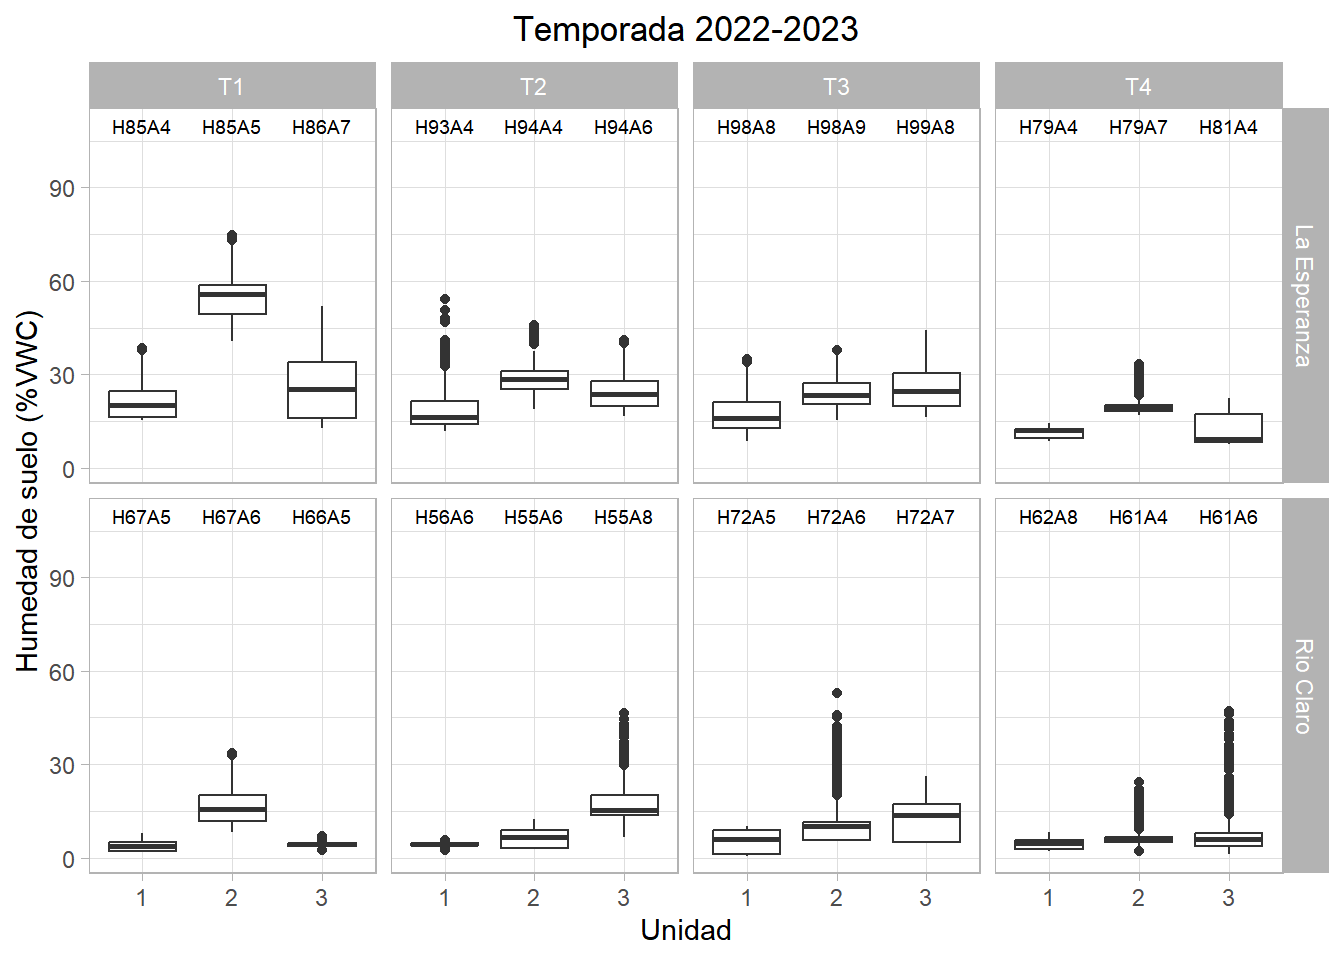 Temporada 2022-2023
T1 T2 T3 T4
H85A4 H85A5 H86A7 H93A4 H94A4 H94A6 H98A8 H98A9 H99A8 H79A4 H79A7 H81A4
90
60
30
0
La Esperanza
H67A5 H67A6 H66A5 H56A6 H55A6 H55A8 H72A5 H72A6 H72A7 H62A8 H61A4 H61A6
90
60
30
0
Rio Claro
Humedad de suelo (%VWC)
1 2 3 1 2 3 1 2 3 1 2 3
Unidad